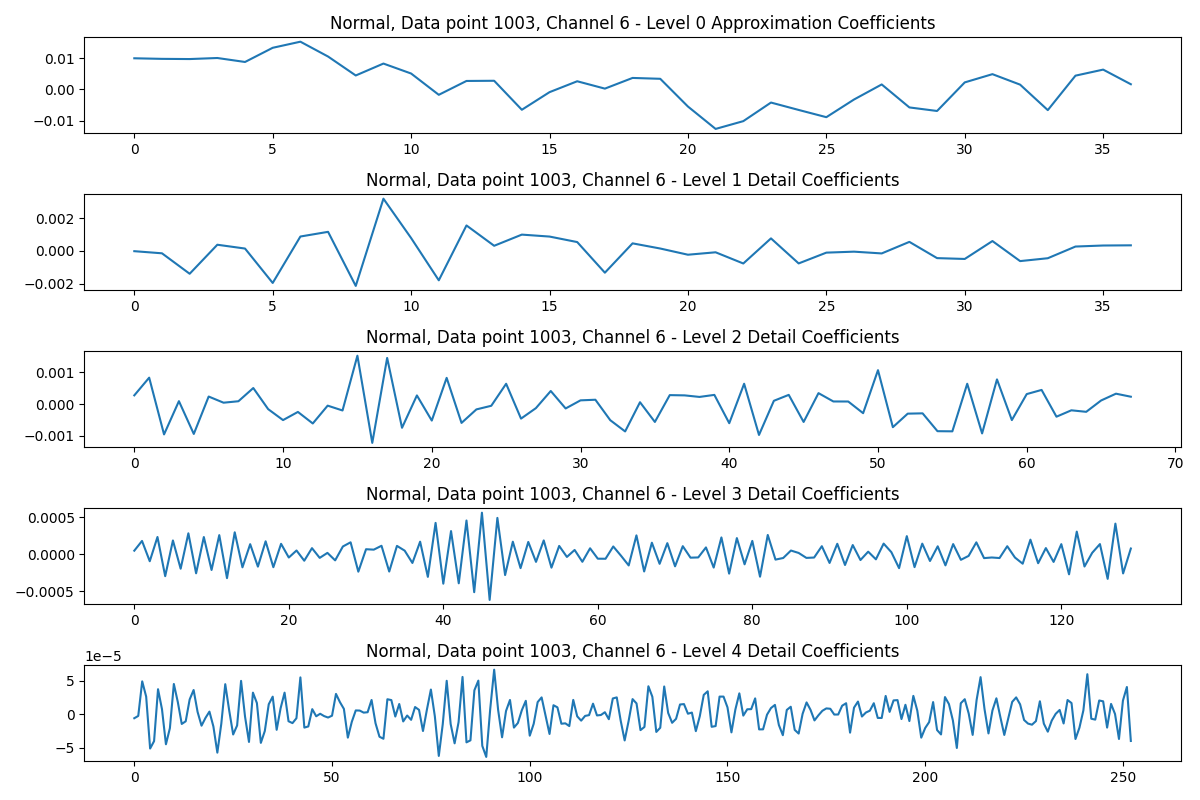 Normal, Data point 1003, Channel 6 - Level 0 Approximation Coefficients
0.01
0.00
−0.01
0 5 10 15 20 25 30 35
Normal, Data point 1003, Channel 6 - Level 1 Detail Coefficients
0.002
0.000
−0.002
0 5 10 15 20 25 30 35
Normal, Data point 1003, Channel 6 - Level 2 Detail Coefficients
0.001
0.000
−0.001
0 10 20 30 40 50 60 70
Normal, Data point 1003, Channel 6 - Level 3 Detail Coefficients
0.0005
0.0000
−0.0005
0 20 40 60 80 100 120
Normal, Data point 1003, Channel 6 - Level 4 Detail Coefficients
1e−5
5
0
−5
0 50 100 150 200 250